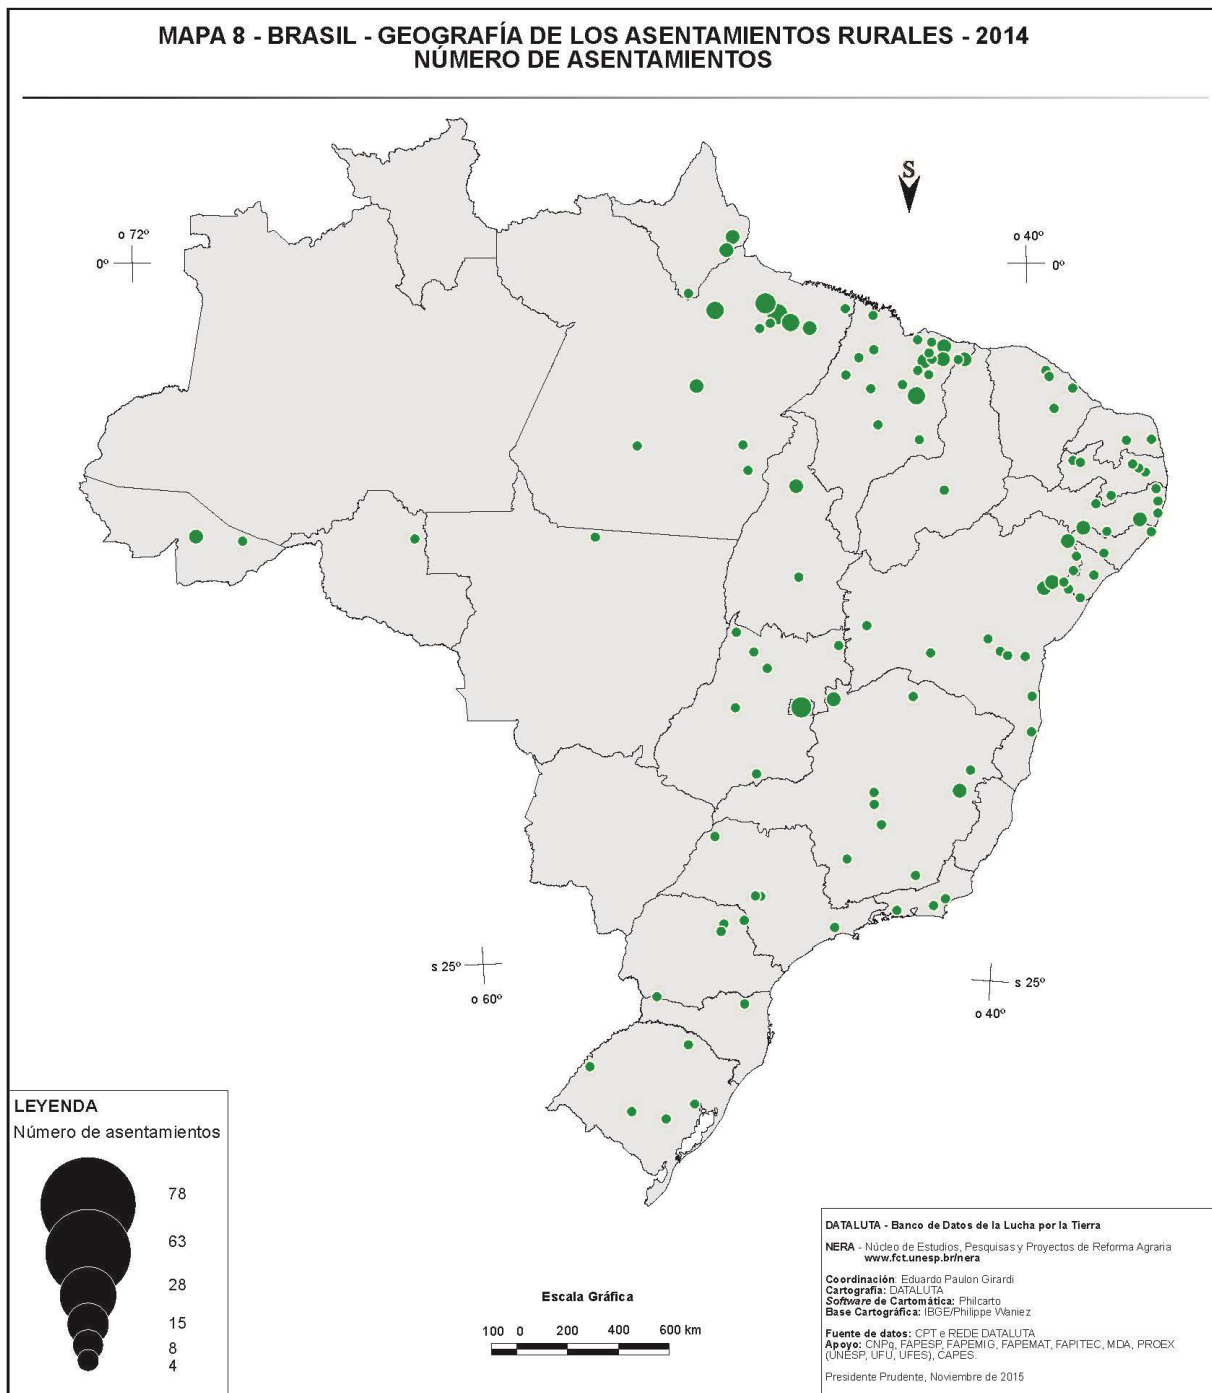 MAPA 8 - BRASIL - GEOGRAFÍA DE LOS ASENTAMIENTOS RURALES - 2014
NÚMERO DE ASENTAMIENTOS
S
o 72º
0º
o 40º
0º
s 25º
o 60º
s 25º
o 40º
LEYENDA
Número de asentamientos
78
63
28
15
8
4
Escala Gráfica
100 0 200 400 600 km
DATALUTA - Banco de Datos de la Lucha por la Tierra
NERA - Núcleo de Estudios, Pesquisas y Proyectos de Reforma Agraria
www.fct.unesp.br/nera
Coordinación: Eduardo Paulon Girardi
Cartografía: DATALUTA
Software de Cartomática: Philcarto
Base Cartográfica: IBGE/Philippe Waniez
Fuente de datos: CPT e REDE DATALUTA
Apoyo: CNPq, FAPESP, FAPEMIG, FAPEMAT, FAPITEC, MDA, PROEX
(UNESP, UFU, UFES), CAPES.
Presidente Prudente, Noviembre de 2015